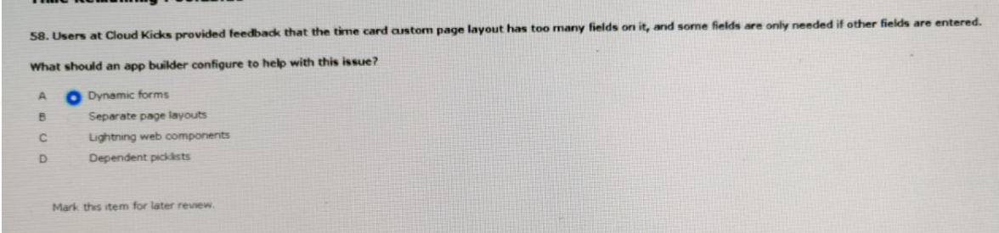 58. Users at Cloud Kicks provided feedback that the time card custom page layout has too many fields on it, and some fields are only needed if other fields are entered.
What should an app builder configure to help with this issue?
A Dynamic forms
B Separate page layouts
C Lightning web components
D Dependent picklists
Mark this item for later review.